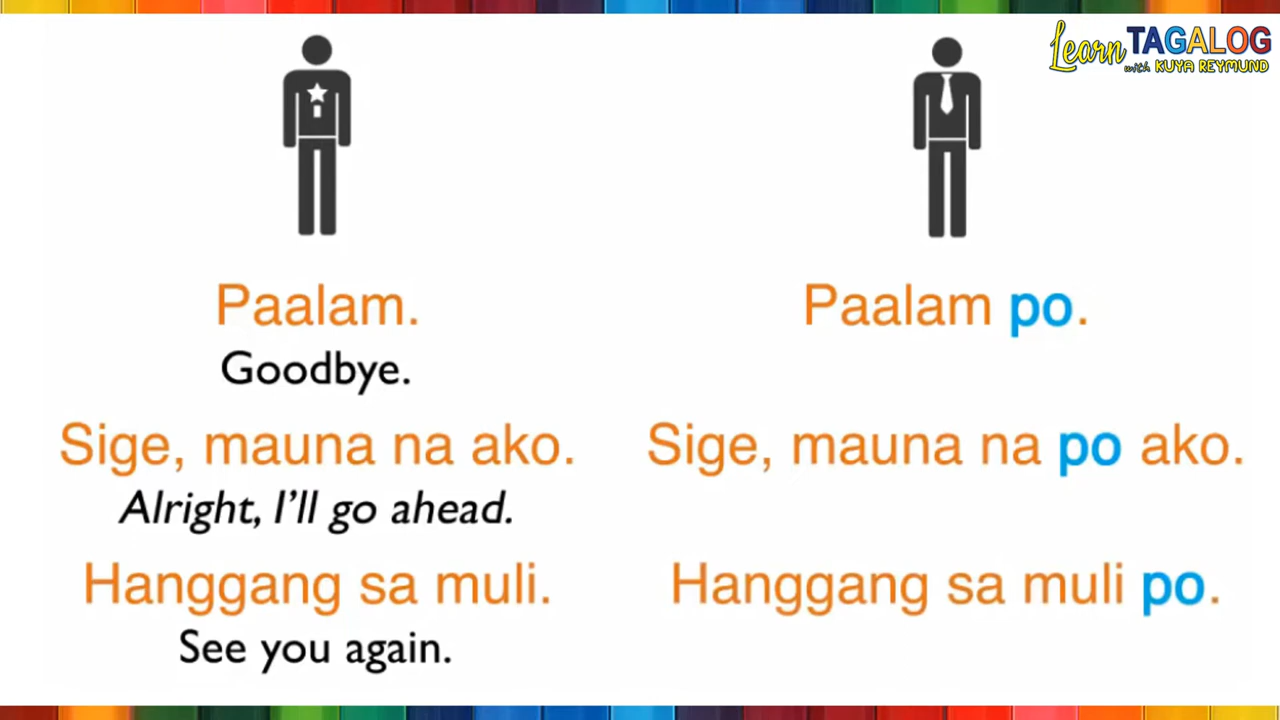 Learn TAGALOG
with KUYA REYMUND
Paalam.
Goodbye.
Sige, mauna na ako.
Alright, I'll go ahead.
Hanggang sa muli.
See you again.
Paalam po.
Sige, mauna na po ako.
Hanggang sa muli po.